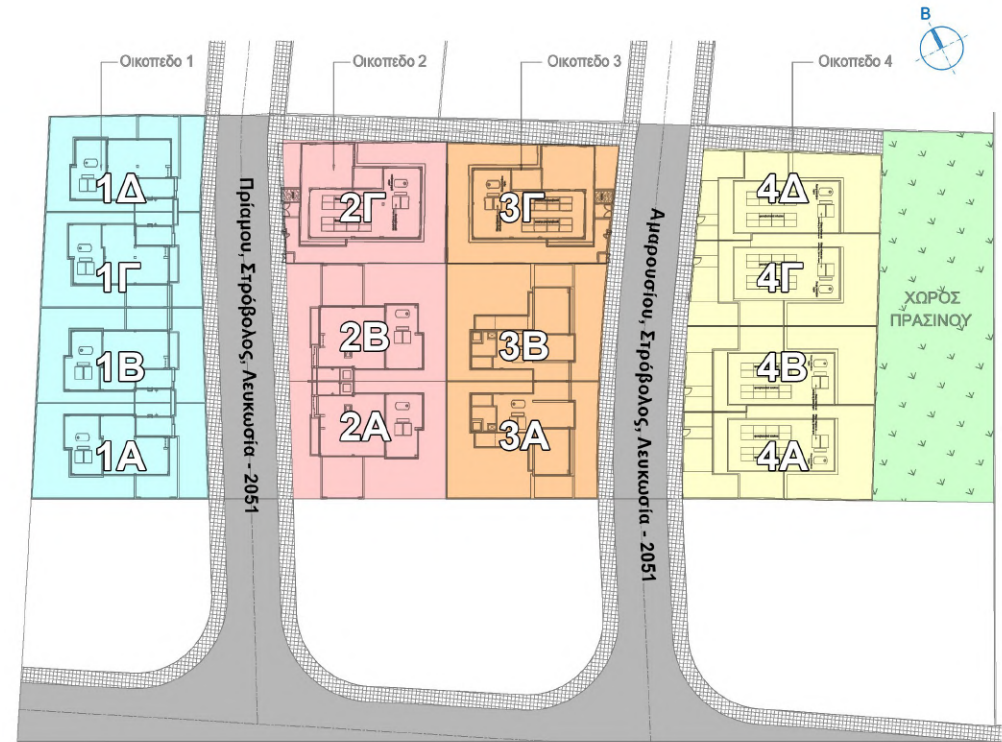 Β
Οικοπεδο 1
Οικοπεδο 2
Οικοπεδο 3
Οικοπεδο 4
1Δ
2Γ
3Γ
4Δ
1Γ
4Γ
1Β
2Β
3Β
4Β
1Α
2Α
3Α
4Α
Πρίαμου, Στρόβολος, Λευκωσία - 2051
Αμαρουσίου, Στρόβολος, Λευκωσία - 2051
ΧΩΡΟΣ
ΠΡΑΣΙΝΟΥ